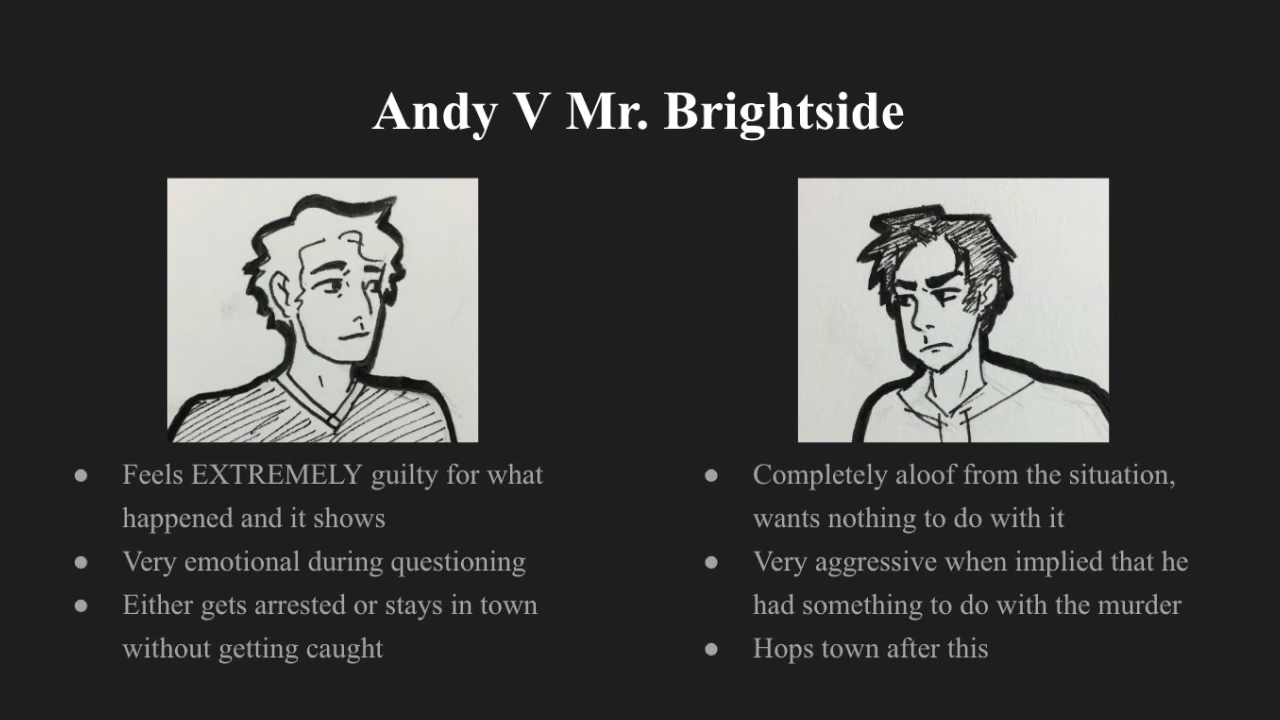 Andy V Mr. Brightside
● Feels EXTREMELY guilty for what
happened and it shows
● Very emotional during questioning
● Either gets arrested or stays in town
without getting caught
● Completely aloof from the situation,
wants nothing to do with it
● Very aggressive when implied that he
had something to do with the murder
● Hops town after this